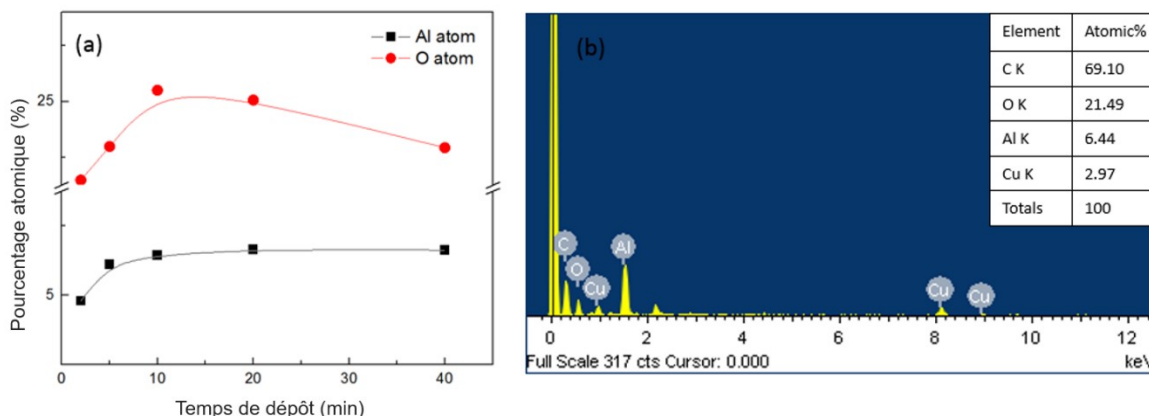 (a)
Al atom
O atom
25
5
Pourcentage atomique (%)
0 10 20 30 40
Temps de dépôt (min)
(b)
Element Atomic%
C K 69.10
O K 21.49
Al K 6.44
Cu K 2.97
Totals 100
C
O
Cu
Al
Cu
Cu
0 2 4 6 8 10 12
Full Scale 317 cts Cursor: 0.000
keV